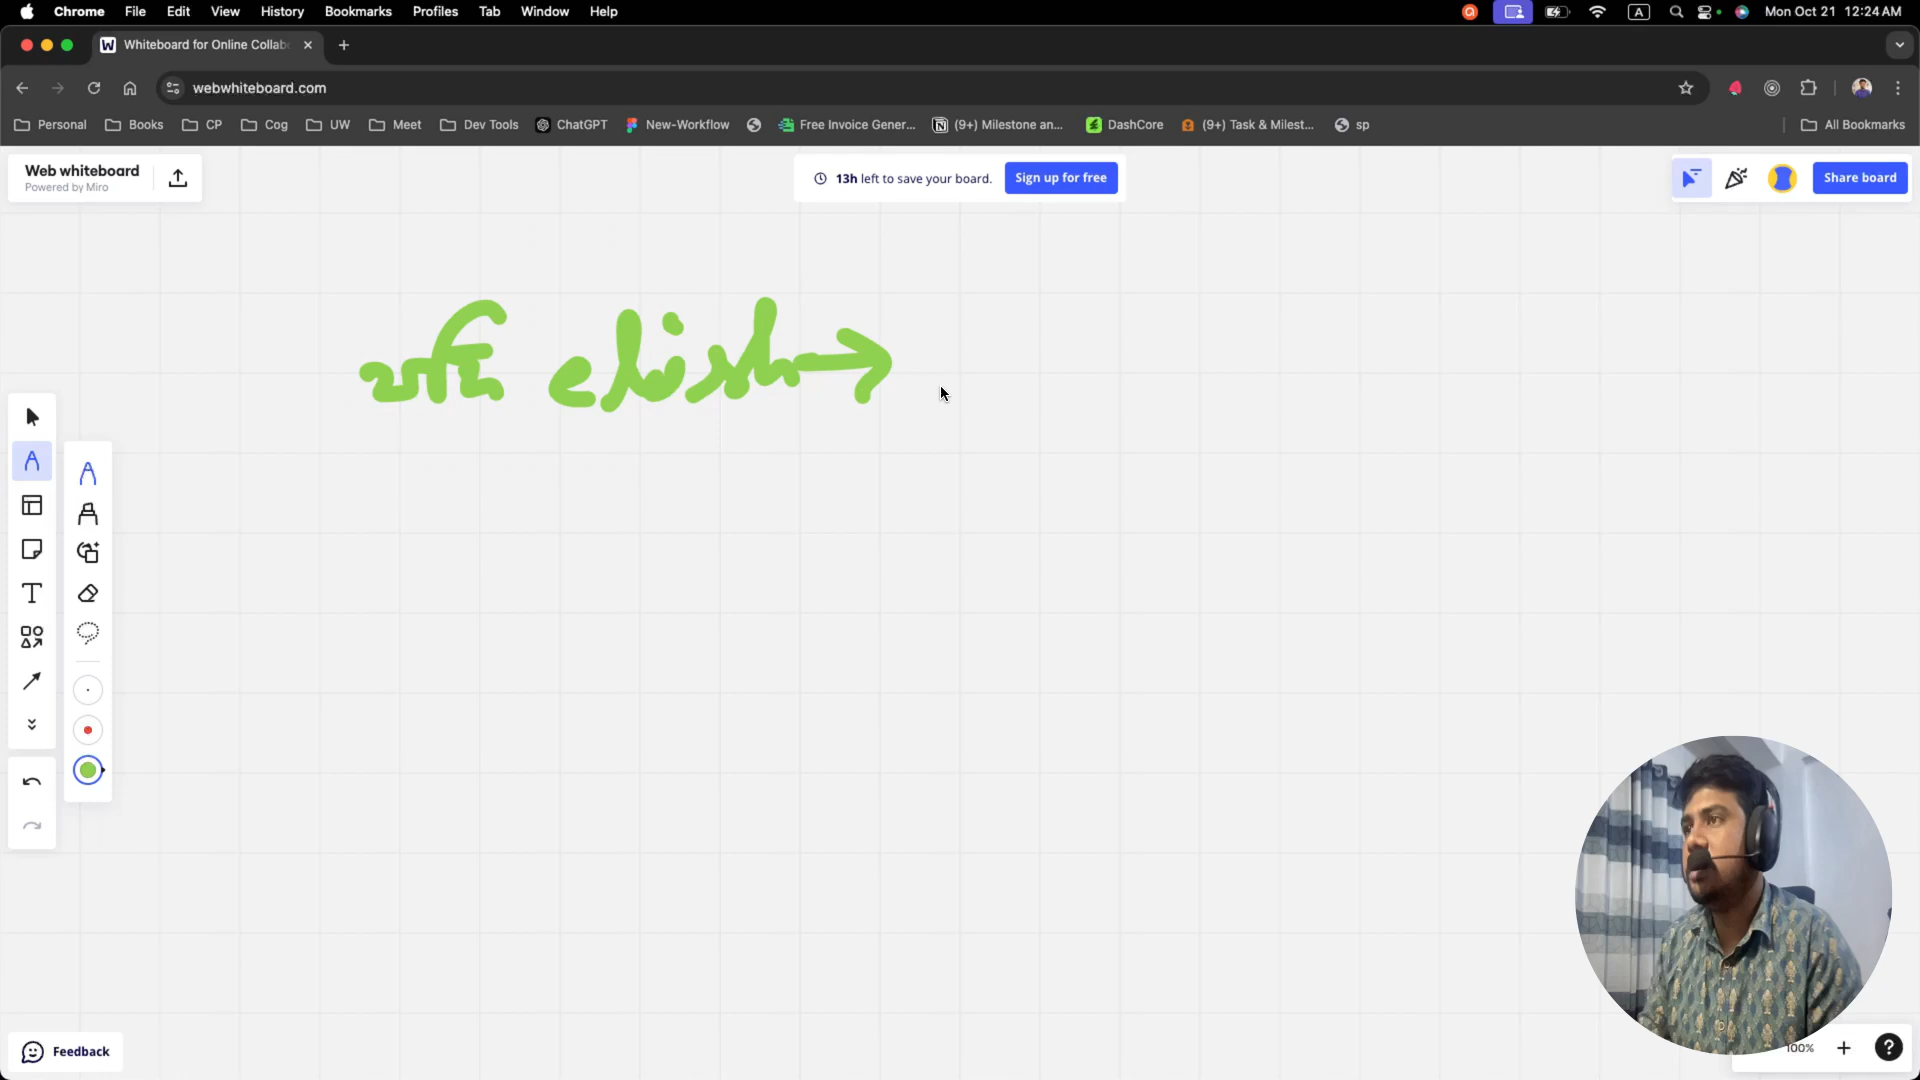 Chrome File Edit View History Bookmarks Profiles Tab Window Help A Mon Oct 21 12:24 AM
Whiteboard for Online Collab
webwhiteboard.com
Personal Books CP Cog UW Meet Dev Tools ChatGPT New-Workflow Free Invoice Gener... (9+) Milestone an... DashCore (9+) Task & Milest... sp All Bookmarks
Web whiteboard
Powered by Miro
13h left to save your board. Sign up for free
Share board
Feedback
100%